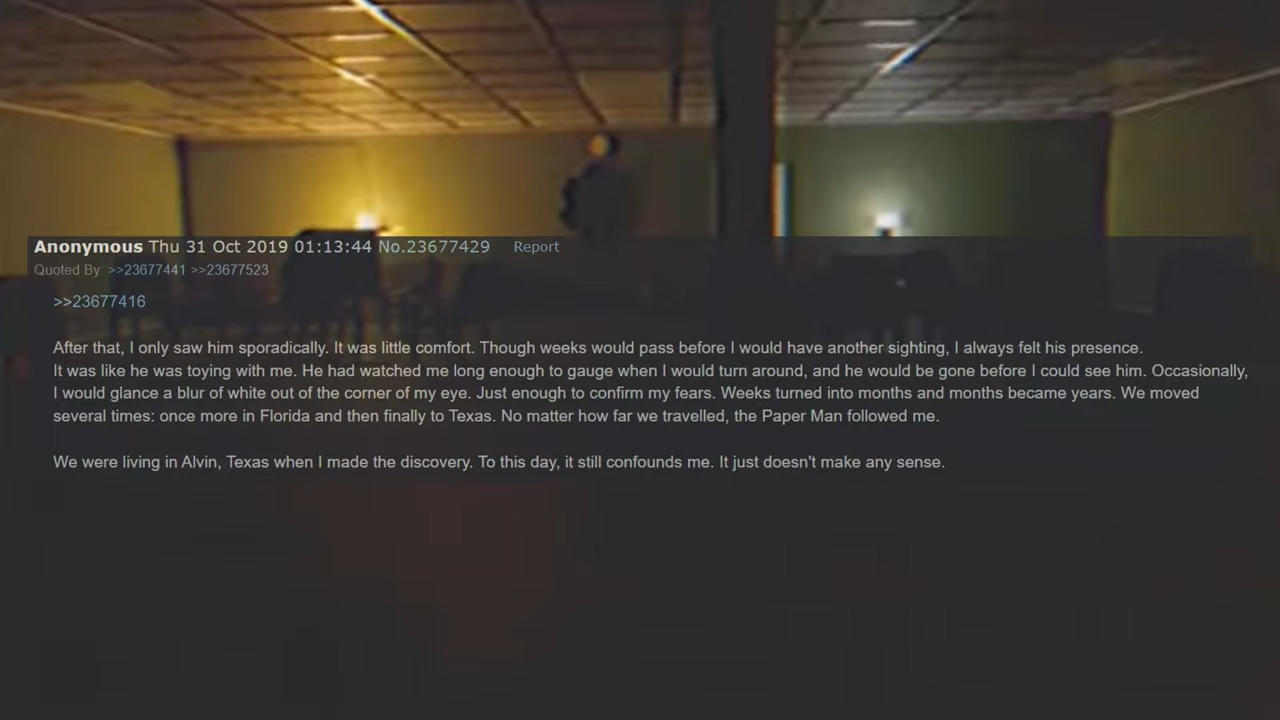 Anonymous Thu 31 Oct 2019 01:13:44 No.23677429 Report
Quoted By: >>23677441 >>23677523
>>23677416
After that, I only saw him sporadically. It was little comfort. Though weeks would pass before I would have another sighting, I always felt his presence.
It was like he was toying with me. He had watched me long enough to gauge when I would turn around, and he would be gone before I could see him. Occasionally,
I would glance a blur of white out of the corner of my eye. Just enough to confirm my fears. Weeks turned into months and months became years. We moved
several times: once more in Florida and then finally to Texas. No matter how far we travelled, the Paper Man followed me.
We were living in Alvin, Texas when I made the discovery. To this day, it still confounds me. It just doesn't make any sense.